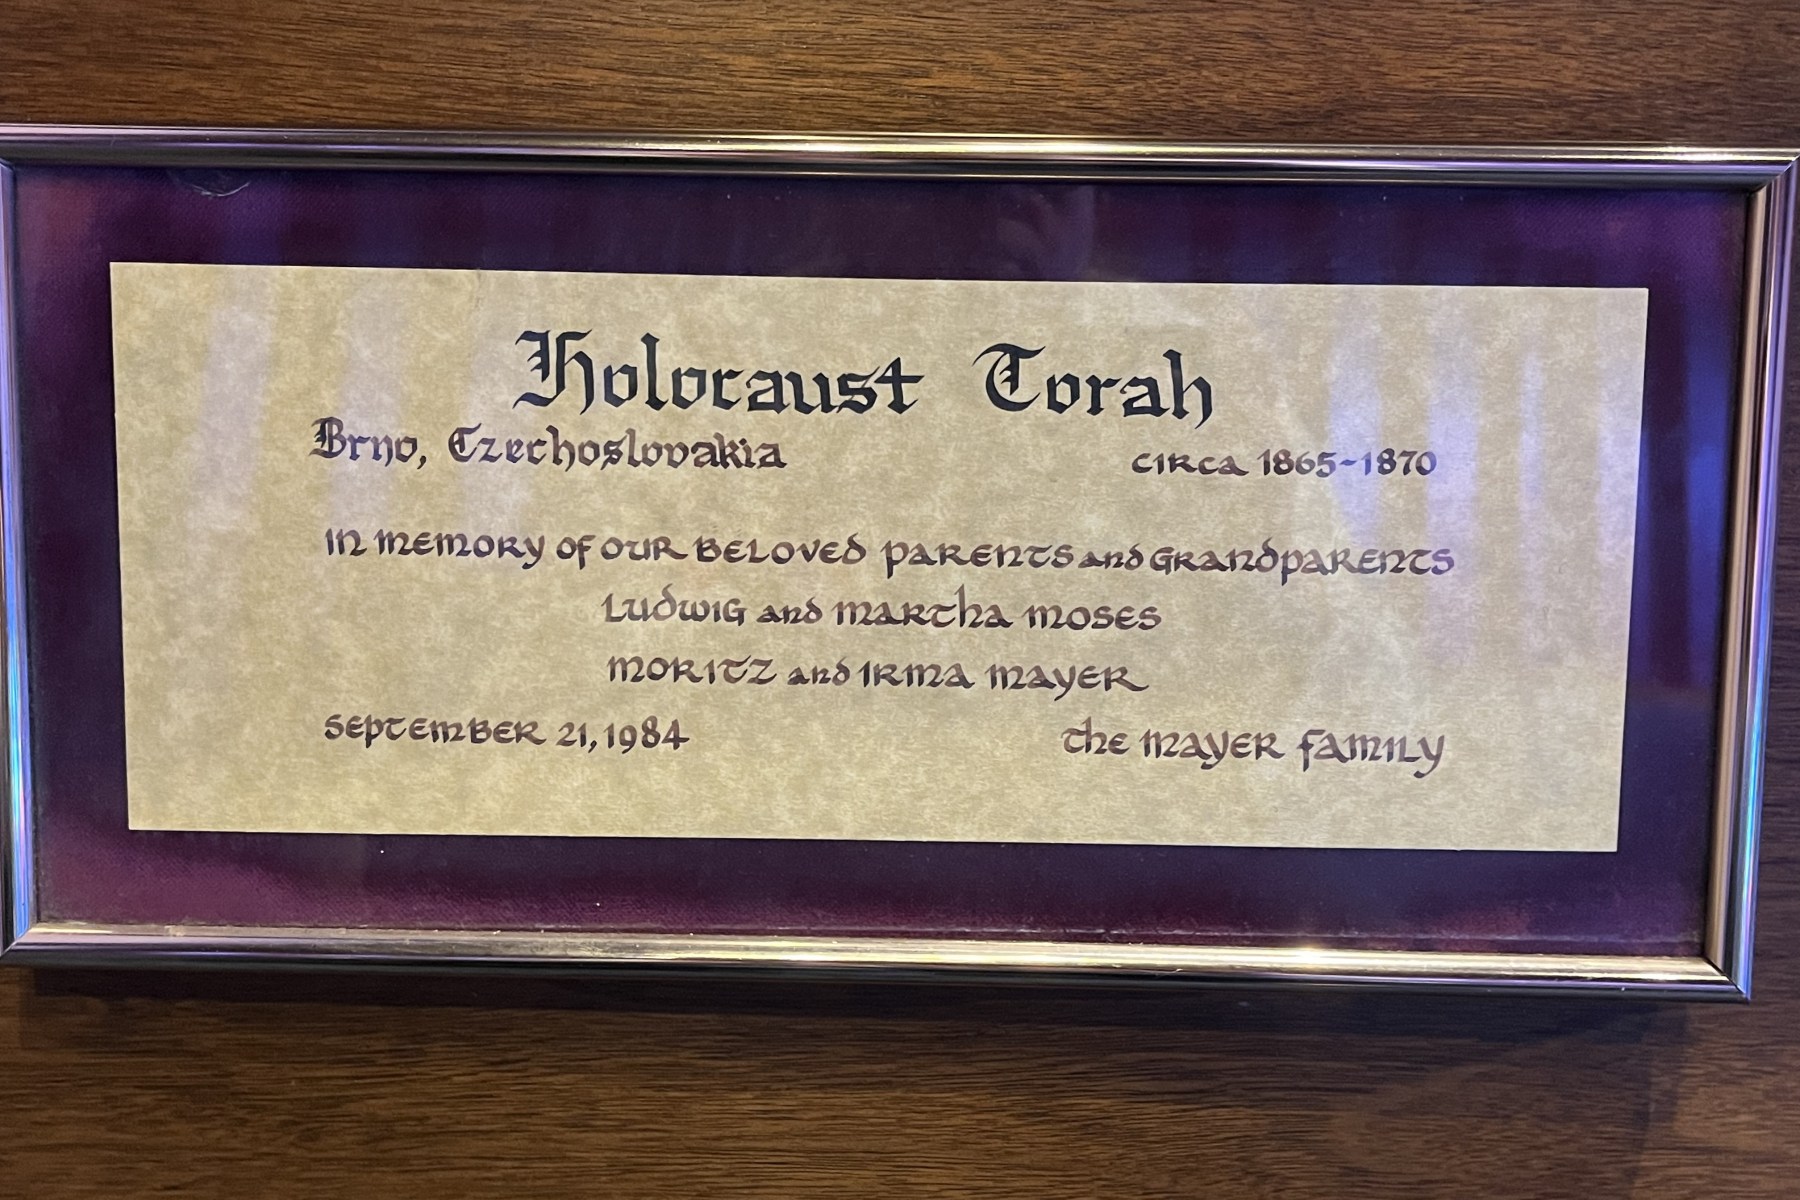 Holocaust Torah
Brno, Czechoslovakia circa 1865-1870
In memory of our beloved parents and grandparents
Ludwig and Martha Moses
Moritz and Irma Mayer
September 21, 1984 The Mayer Family